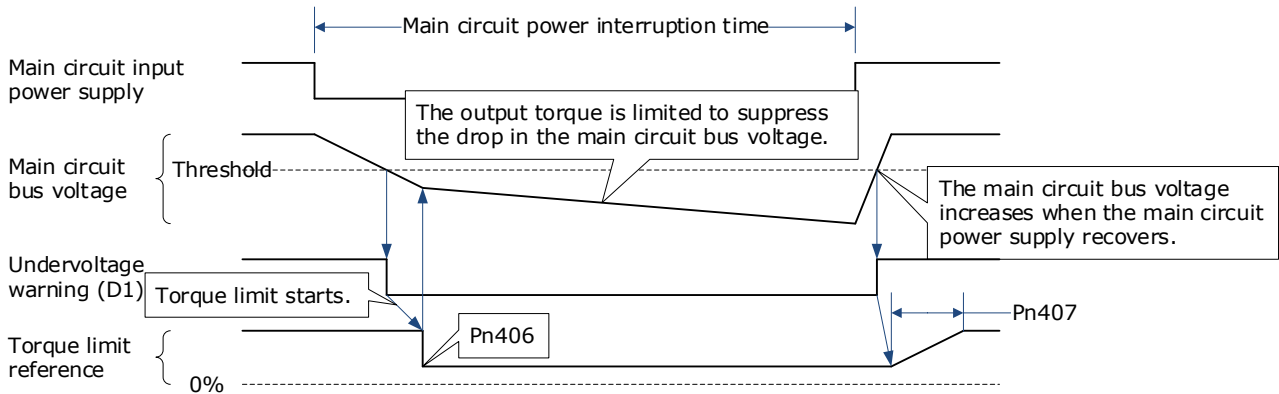 Main circuit power interruption time
Main circuit input
power supply
The output torque is limited to suppress
the drop in the main circuit bus voltage.
Main circuit
bus voltage
Threshold
The main circuit bus voltage
increases when the main circuit
power supply recovers.
Undervoltage
warning (D1)
Torque limit starts.
Pn407
Pn406
Torque limit
reference
0%